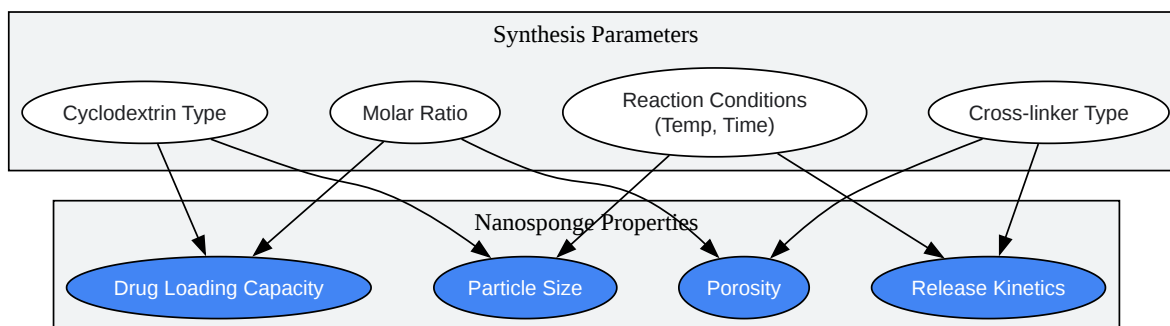 Synthesis Parameters
Cyclodextrin Type
Molar Ratio
Reaction Conditions
(Temp, Time)
Cross-linker Type
Nanosponge Properties
Drug Loading Capacity
Particle Size
Porosity
Release Kinetics